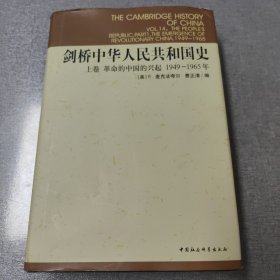 THE CAMBRIDGE HISTORY
OF CHINA
VOL. 14, THE PEOPLE'S
REPUBLIC, PART1, THE EMERGENCE OF
REVOLUTIONARY CHINA, 1949-1965
剑桥中华人民共和国史
上卷 革命的中国的兴起 1949-1965年
[美]R.麦克法夸尔 费正清 编
中国社会科学出版社